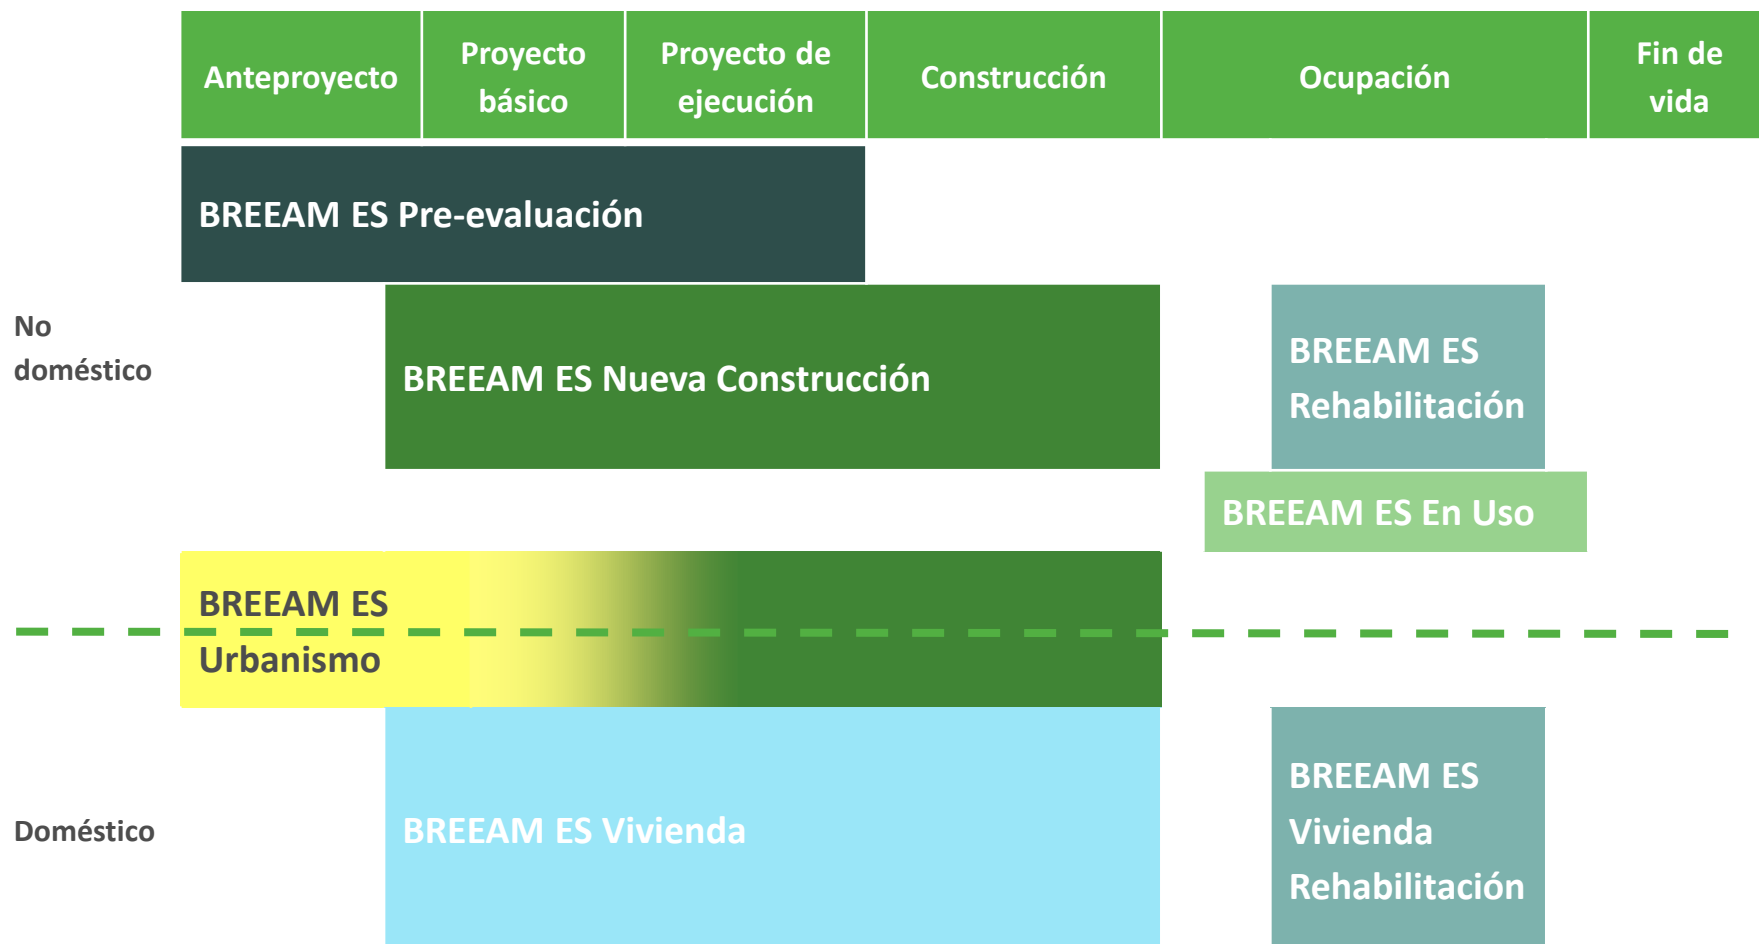 Anteproyecto
Proyecto
básico
Proyecto de
ejecución
Construcción
Ocupación
Fin de
vida
BREEAM ES Pre-evaluación
No
doméstico
BREEAM ES Nueva Construcción
BREEAM ES
Rehabilitación
BREEAM ES En Uso
BREEAM ES
Urbanismo
Doméstico
BREEAM ES Vivienda
BREEAM ES
Vivienda
Rehabilitación